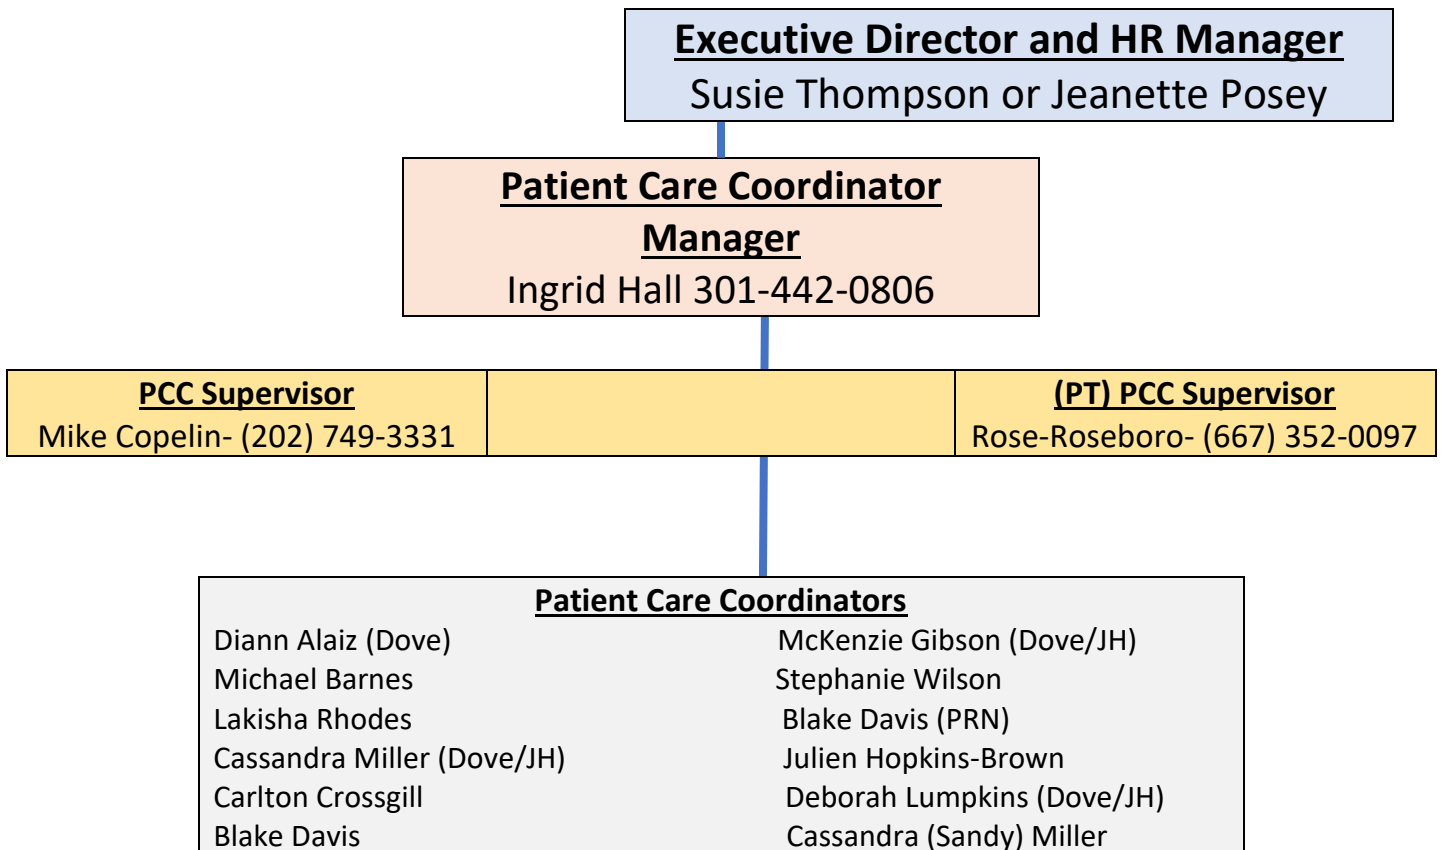 Executive Director and HR Manager
Susie Thompson or Jeanette Posey
Patient Care Coordinator
Manager
Ingrid Hall 301-442-0806
PCC Supervisor
Mike Copelin- (202) 749-3331
(PT) PCC Supervisor
Rose-Roseboro- (667) 352-0097
Patient Care Coordinators
Diann Alaiz (Dove) McKenzie Gibson (Dove/JH)
Michael Barnes Stephanie Wilson
Lakisha Rhodes Blake Davis (PRN)
Cassandra Miller (Dove/JH) Julien Hopkins-Brown
Carlton Crossgill Deborah Lumpkins (Dove/JH)
Blake Davis Cassandra (Sandy) Miller